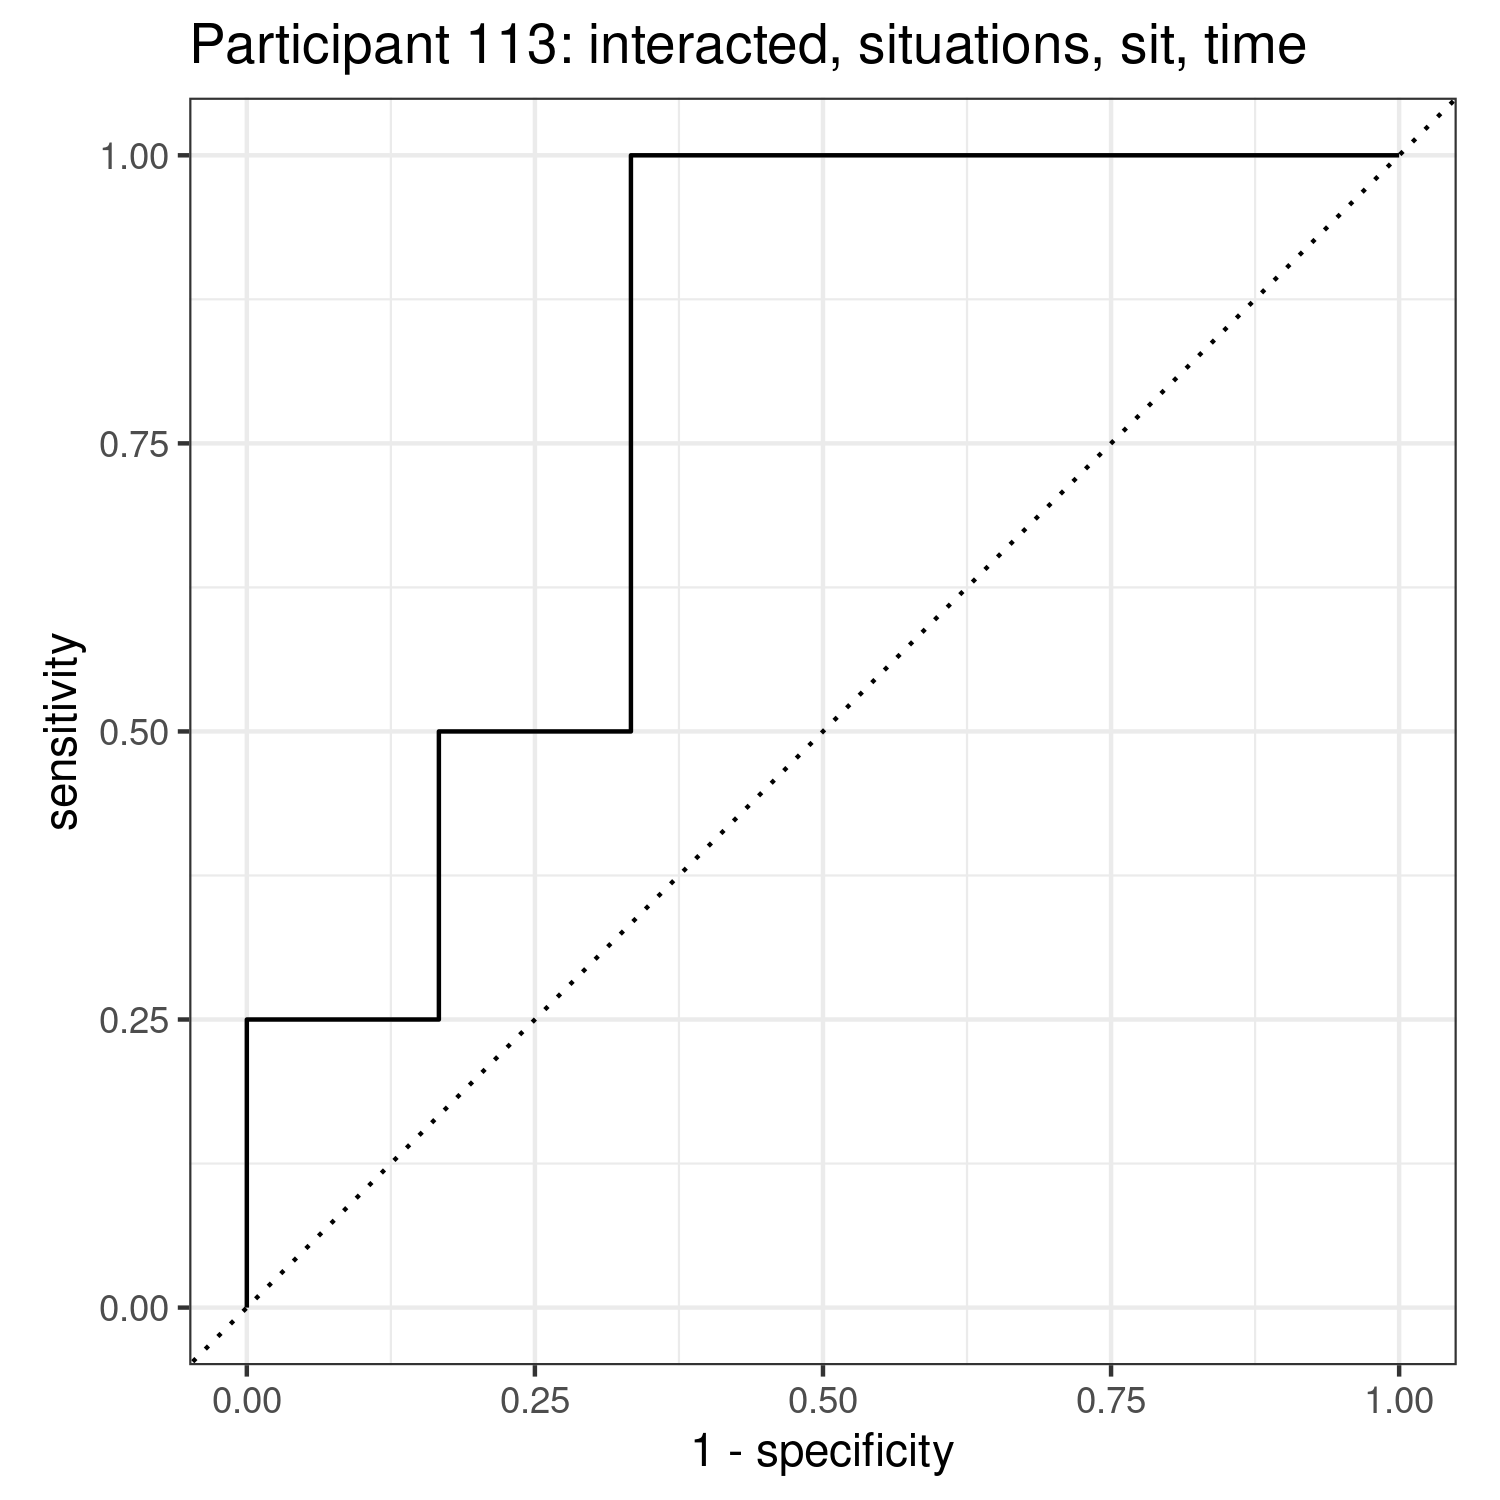 Participant 113: interacted, situations, sit, time
1.00
0.75
0.50
0.25
0.00
sensitivity
0.00 0.25 0.50 0.75 1.00
1 - specificity